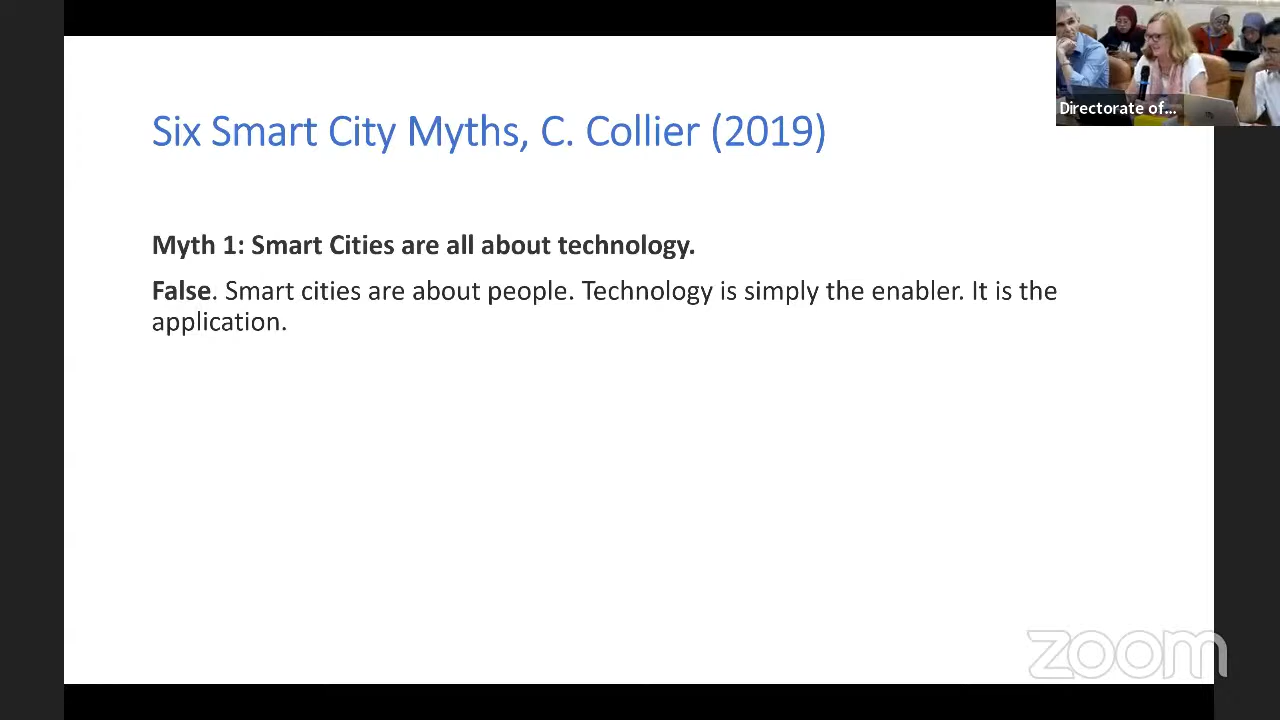 Six Smart City Myths, C. Collier (2019)
Directorate of...
Myth 1: Smart Cities are all about technology.
False. Smart cities are about people. Technology is simply the enabler. It is the
application.
zoom